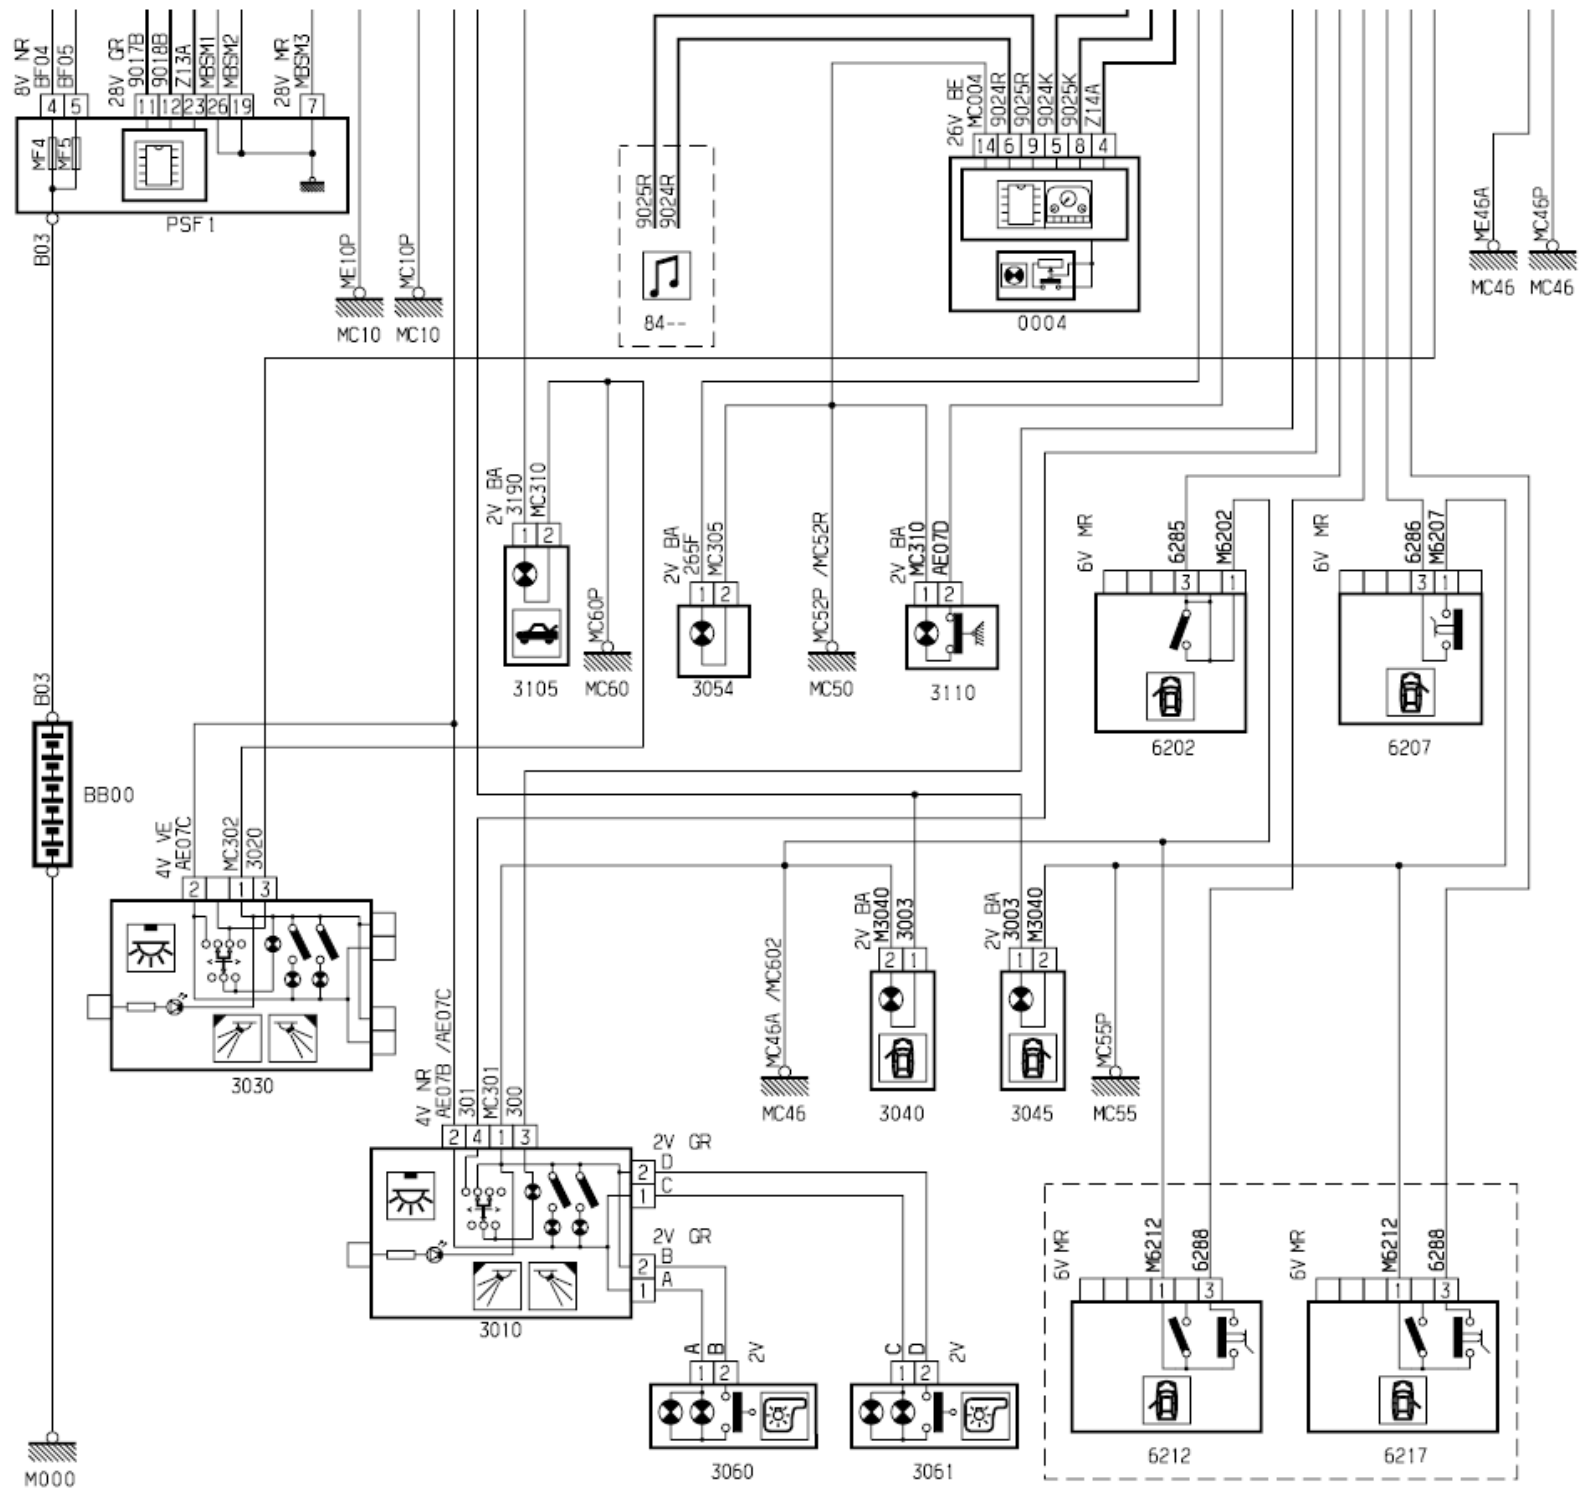 8V NR
BF04
BF05
28V GR
9017B
9018B
Z13A
MBSM1
MBSM2
28V MR
MBSM3
4 5
11 12 23 26 19
7
MF4
MF5
PSF1
B03
ME10P
MC10P
MC10 MC10
9025R
9024R
84--
26V BE
MC004
9024R
9025R
9024K
9025K
Z14A
14 6 9 5 8 4
0004
ME46A
MC46P
MC46 MC46
2V BA
3190
MC310
1 2
3105
MC60P
MC60
2V BA
265F
MC305
1 2
3054
MC52P /MC52R
MC50
2V BA
MC310
AE07D
1 2
3110
6V MR
6285
M6202
3 1
6202
6V MR
6286
M6207
3 1
6207
B03
BB00
4V VE
AE07C
MC302
3020
2 1 3
3030
4V NR
AE07B /AE07C
301
MC301
300
2 4 1 3
3010
2V GR
D
2
C
1
2V GR
B
2
A
1
MC46A /MC602
MC46
2V BA
M3040
3003
2 1
3040
2V BA
3003
M3040
1 2
3045
MC55P
MC55
A
B
2V
1 2
3060
C
D
2V
1 2
3061
6V MR
M6212
6288
1 3
6212
6V MR
M6212
6288
1 3
6217
M000